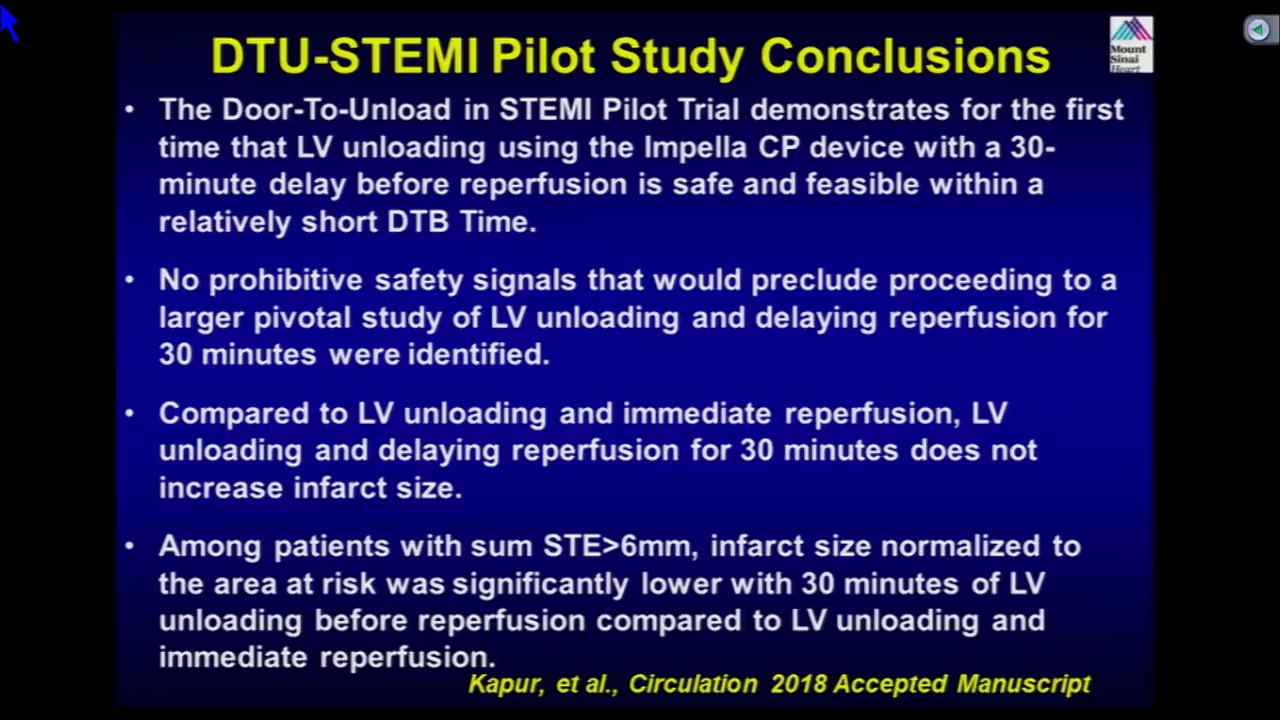 DTU-STEMI Pilot Study Conclusions
Mount
Sinai
Heart
• The Door-To-Unload in STEMI Pilot Trial demonstrates for the first
time that LV unloading using the Impella CP device with a 30-
minute delay before reperfusion is safe and feasible within a
relatively short DTB Time.
• No prohibitive safety signals that would preclude proceeding to a
larger pivotal study of LV unloading and delaying reperfusion for
30 minutes were identified.
• Compared to LV unloading and immediate reperfusion, LV
unloading and delaying reperfusion for 30 minutes does not
increase infarct size.
• Among patients with sum STE>6mm, infarct size normalized to
the area at risk was significantly lower with 30 minutes of LV
unloading before reperfusion compared to LV unloading and
immediate reperfusion.
Kapur, et al., Circulation 2018 Accepted Manuscript